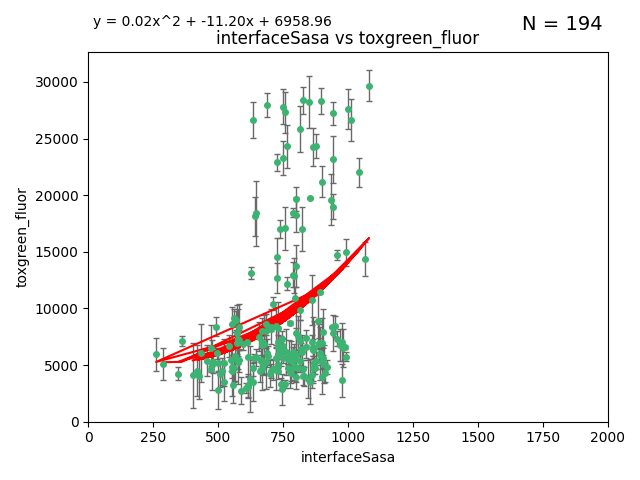 y = 0.02x^2 + -11.20x + 6958.96
N = 194
interfaceSasa vs toxgreen_fluor
toxgreen_fluor
30000
25000
20000
15000
10000
5000
0
0 250 500 750 1000 1250 1500 1750 2000
interfaceSasa